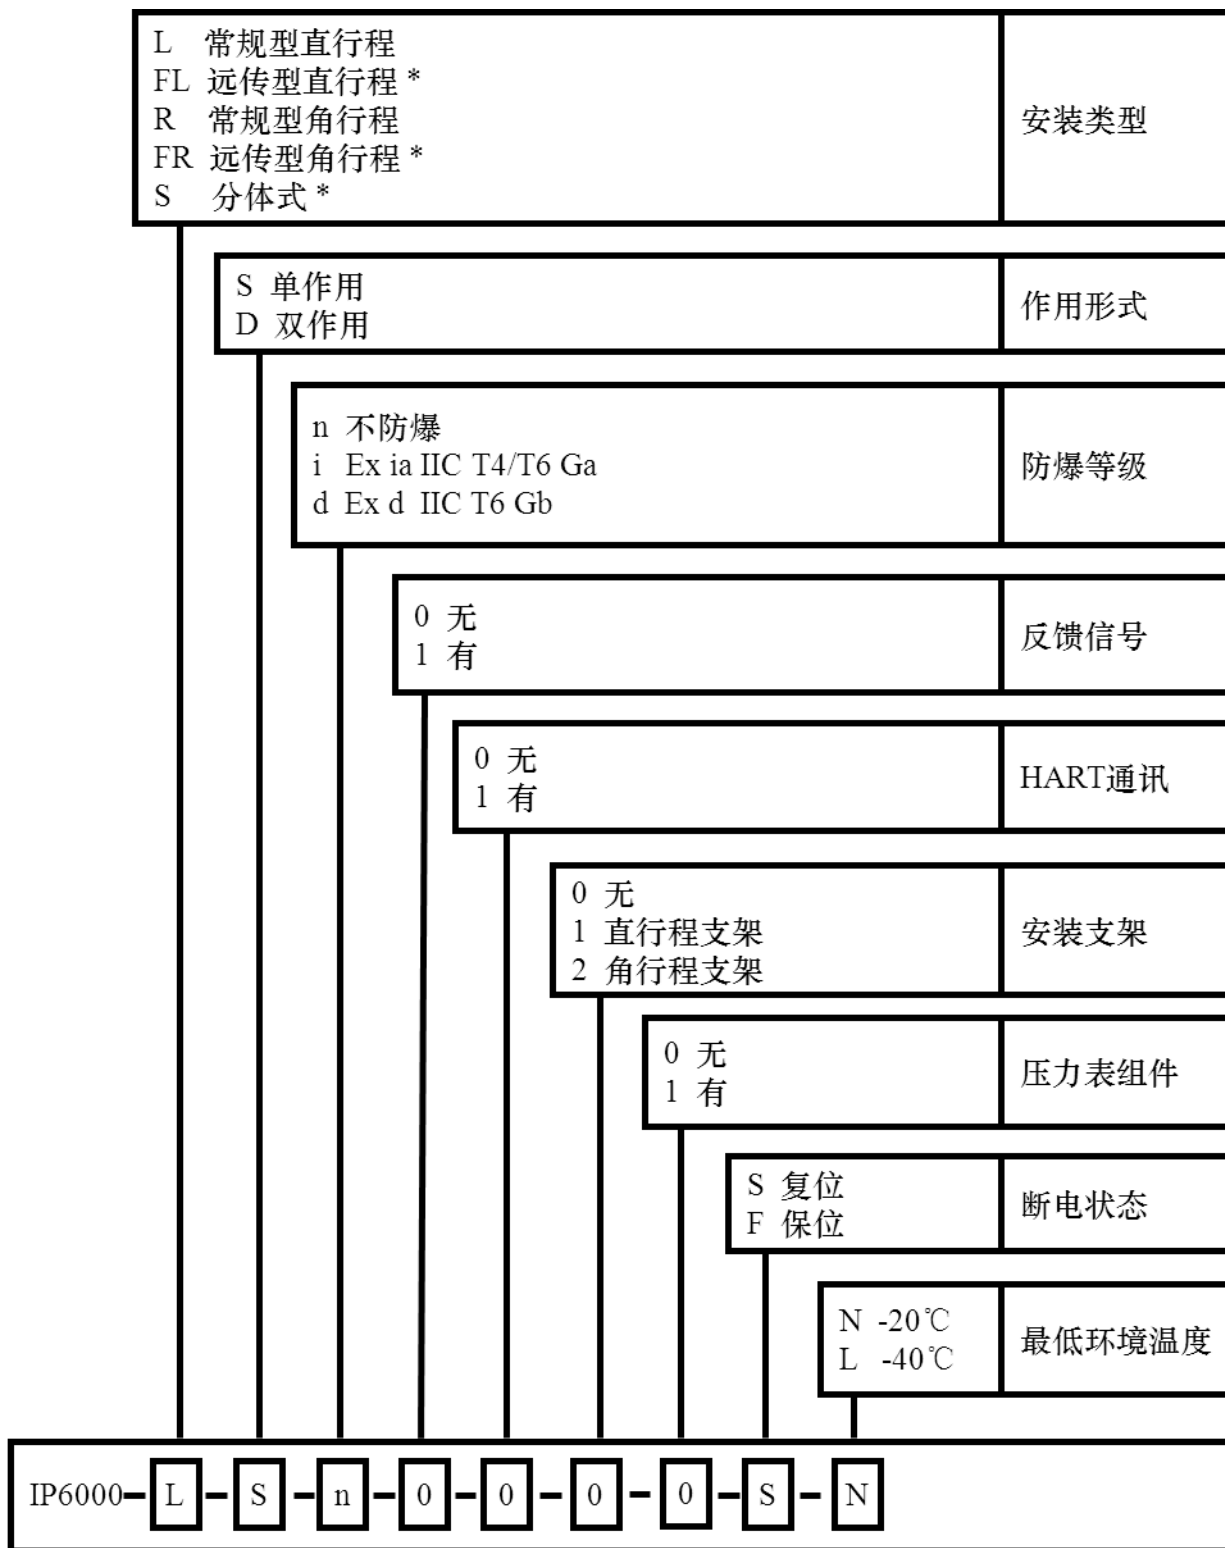 L 常规型直行程
FL 远传型直行程 *
R 常规型角行程
FR 远传型角行程 *
S 分体式 *
安装类型
S 单作用
D 双作用
作用形式
n 不防爆
i Ex ia IIC T4/T6 Ga
d Ex d IIC T6 Gb
防爆等级
0 无
1 有
反馈信号
0 无
1 有
HART通讯
0 无
1 直行程支架
2 角行程支架
安装支架
0 无
1 有
压力表组件
S 复位
F 保位
断电状态
N -20℃
L -40℃
最低环境温度
IP6000-L-S-n-0-0-0-0-S-N